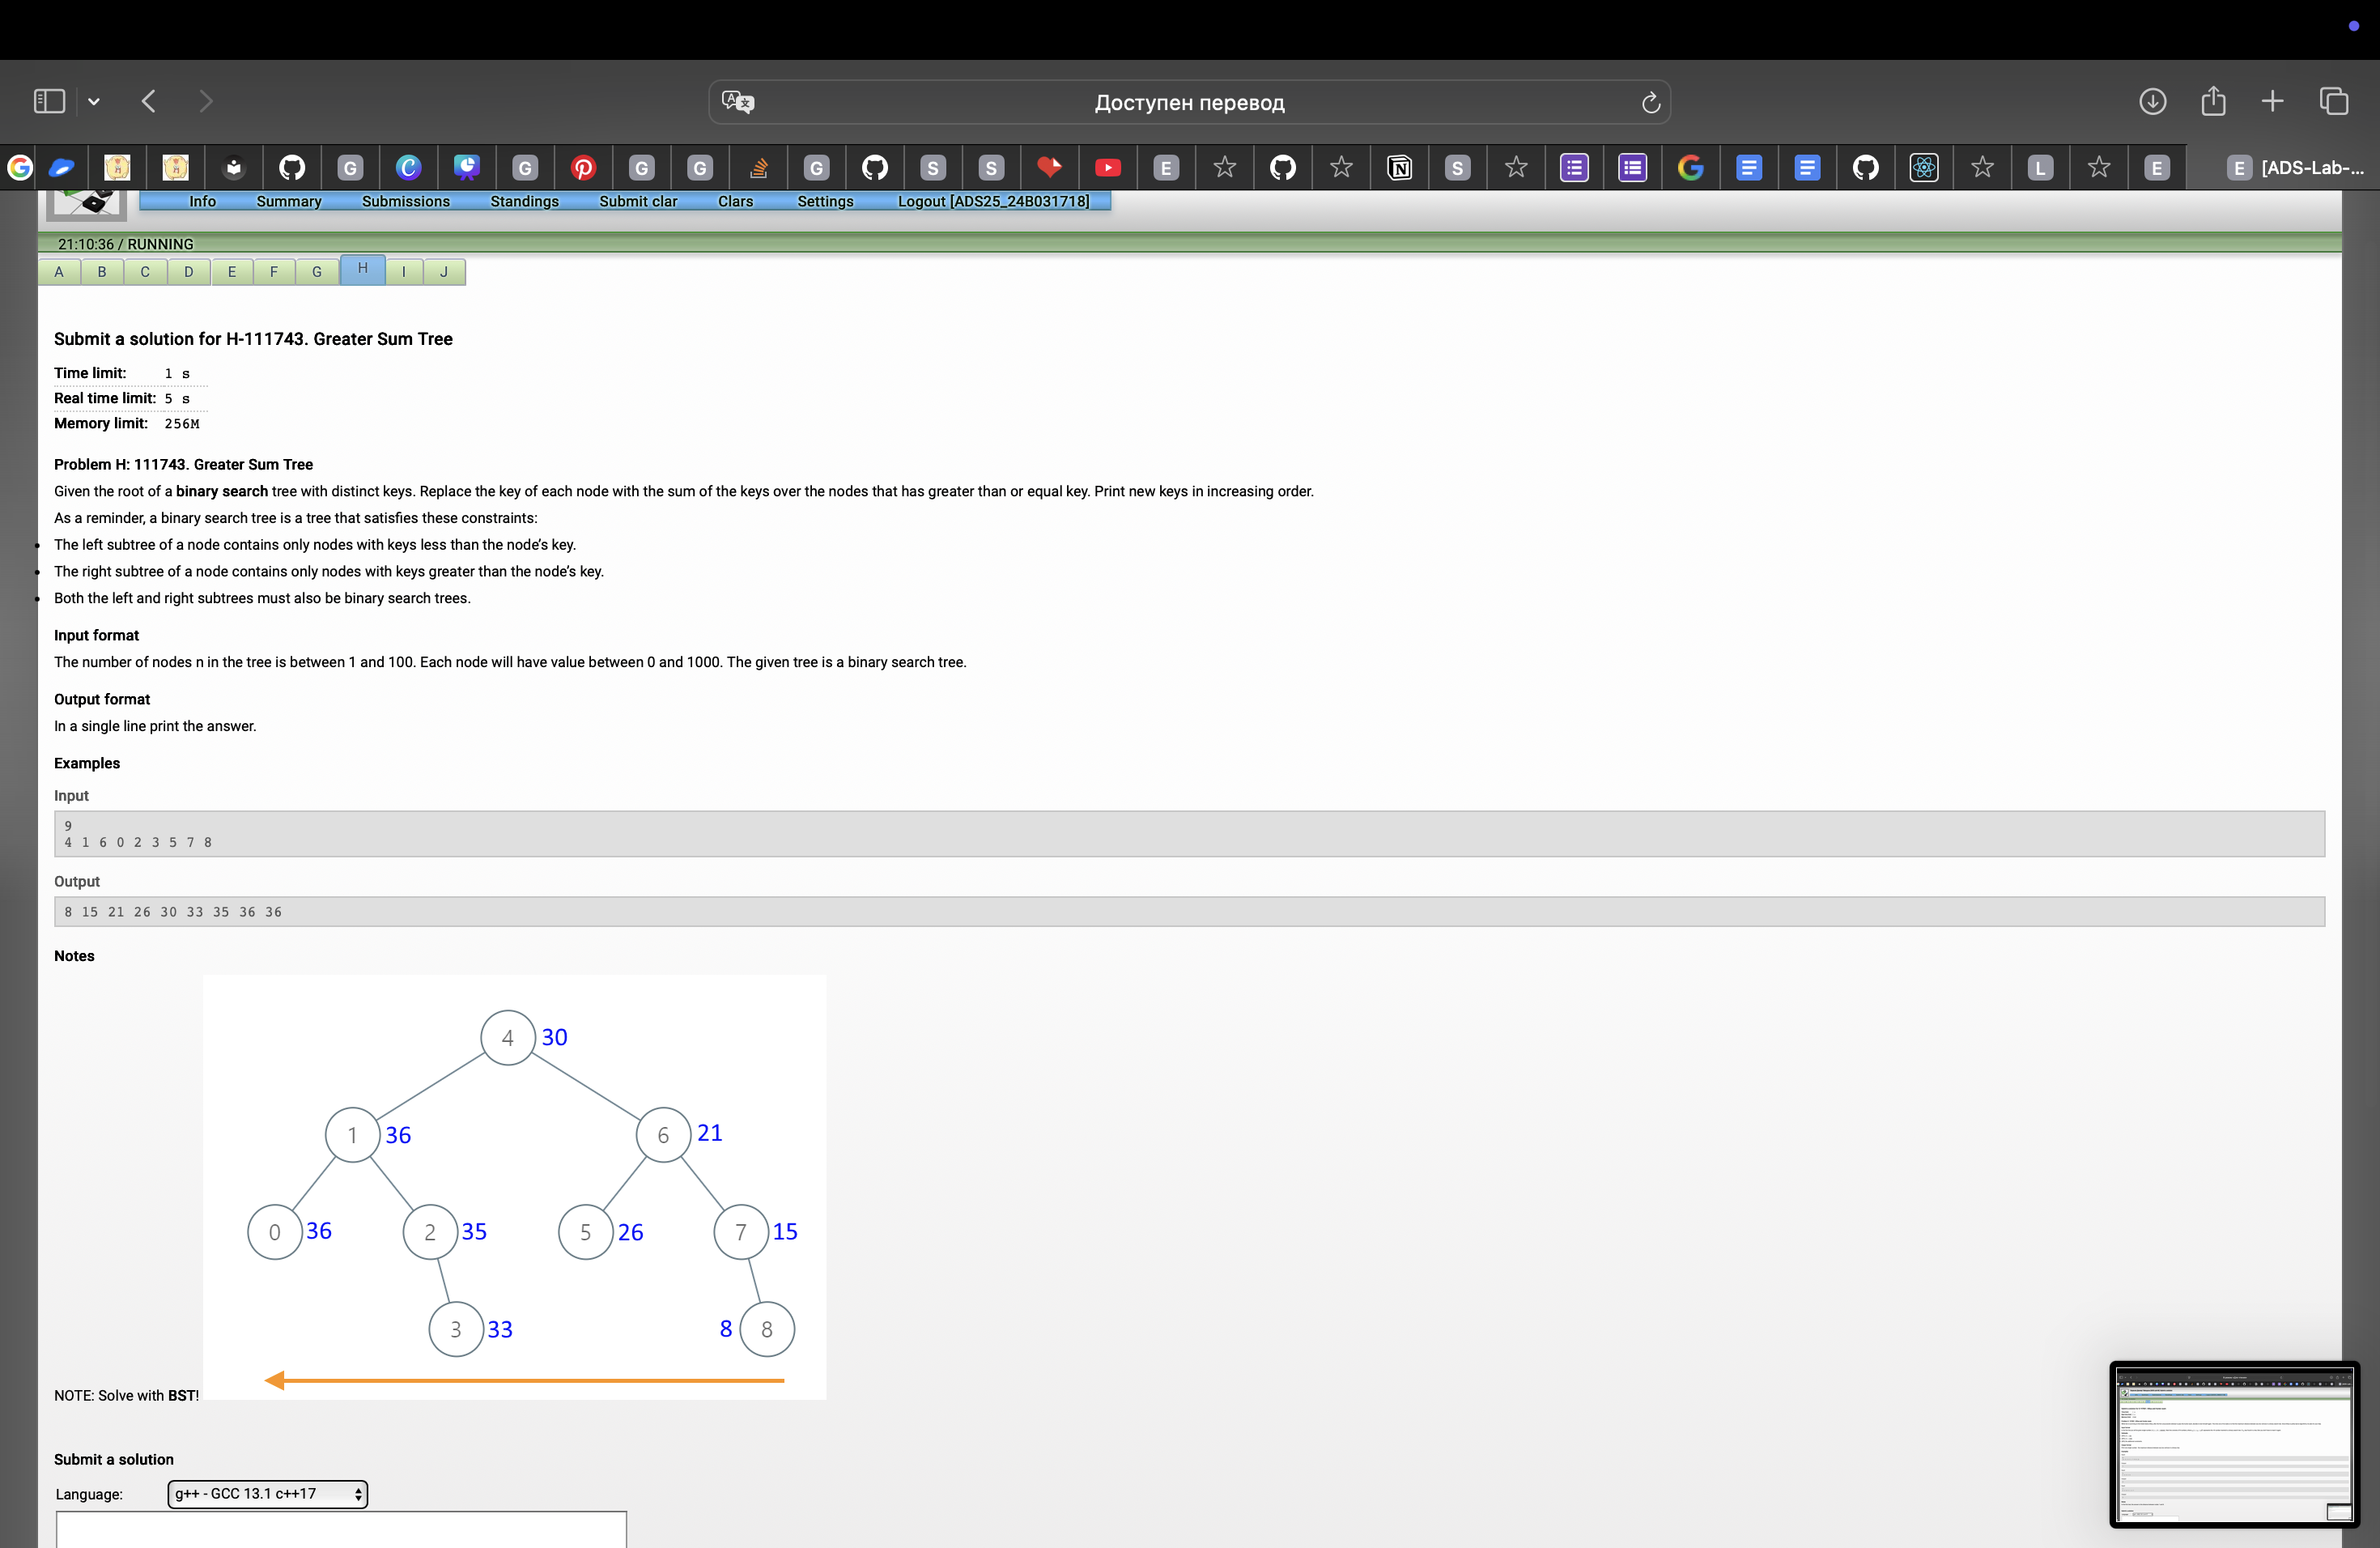 Доступен перевод
G C G G G G S S E S L E E [ADS-Lab-...
Info Summary Submissions Standings Submit clar Clars Settings Logout [ADS25_24B031718]
21:10:36 / RUNNING
A B C D E F G H I J
Submit a solution for H-111743. Greater Sum Tree
Time limit: 1 s
Real time limit: 5 s
Memory limit: 256M
Problem H: 111743. Greater Sum Tree
Given the root of a binary search tree with distinct keys. Replace the key of each node with the sum of the keys over the nodes that has greater than or equal key. Print new keys in increasing order.
As a reminder, a binary search tree is a tree that satisfies these constraints:
The left subtree of a node contains only nodes with keys less than the node’s key.
The right subtree of a node contains only nodes with keys greater than the node’s key.
Both the left and right subtrees must also be binary search trees.
Input format
The number of nodes n in the tree is between 1 and 100. Each node will have value between 0 and 1000. The given tree is a binary search tree.
Output format
In a single line print the answer.
Examples
Input
9
4 1 6 0 2 3 5 7 8
Output
8 15 21 26 30 33 35 36 36
Notes
4 30
1 36 6 21
0 36 2 35 5 26 7 15
3 33 8 8
NOTE: Solve with BST!
Submit a solution
Language: g++ - GCC 13.1 c++17